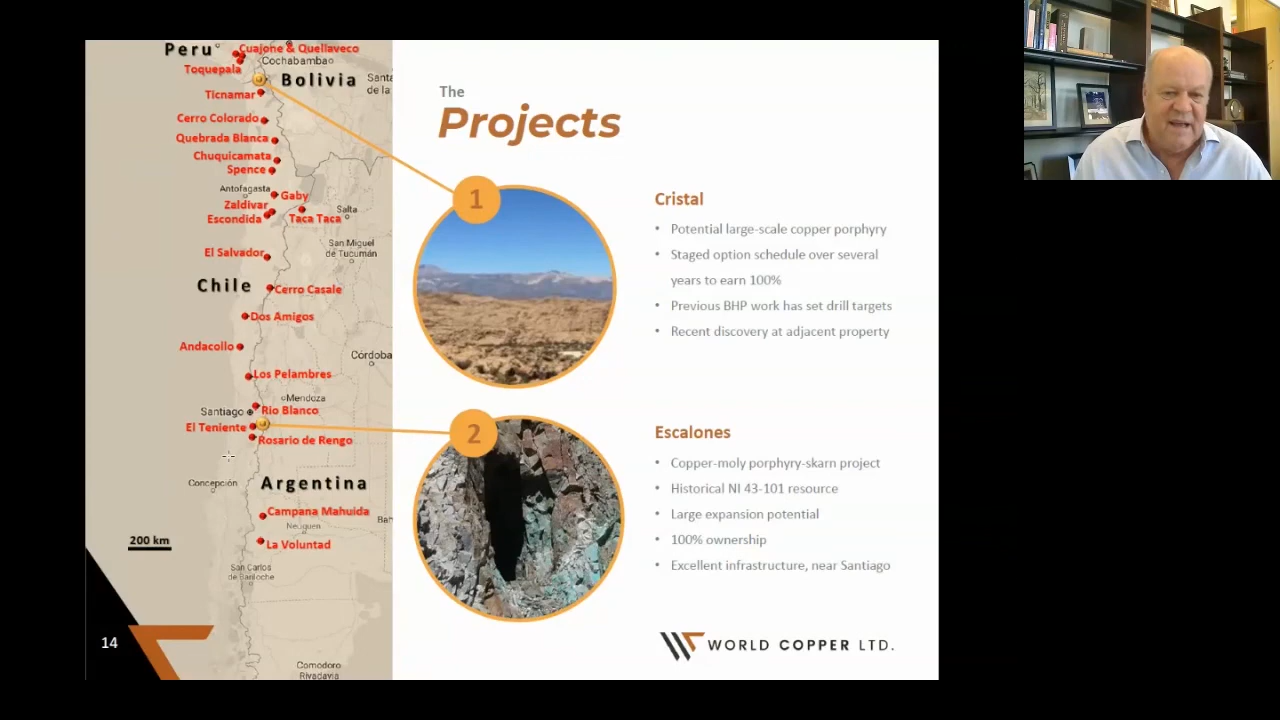 Peru
Cuajone & Quellaveco
Cochabamba
Toquepala
Bolivia
Santa
de la
Ticnamar
Cerro Colorado
Quebrada Blanca
Chuquicamata
Spence
Antofagasta
Gaby
Zaldivar
Escondida
Taca Taca
Salta
San Miguel
de Tucumán
El Salvador
Chile
Cerro Casale
Dos Amigos
Andacollo
Córdoba
Los Pelambres
Mendoza
Santiago
Rio Blanco
El Teniente
Rosario de Rengo
Concepción
Argentina
Campana Mahuida
Neuquen
Bah
200 km
La Voluntad
San Carlos
de Bariloche
Comodoro
Rivadavia
14
The
Projects
1
Cristal
• Potential large-scale copper porphyry
• Staged option schedule over several
years to earn 100%
• Previous BHP work has set drill targets
• Recent discovery at adjacent property
2
Escalones
• Copper-moly porphyry-skarn project
• Historical NI 43-101 resource
• Large expansion potential
• 100% ownership
• Excellent infrastructure, near Santiago
WORLD COPPER LTD.